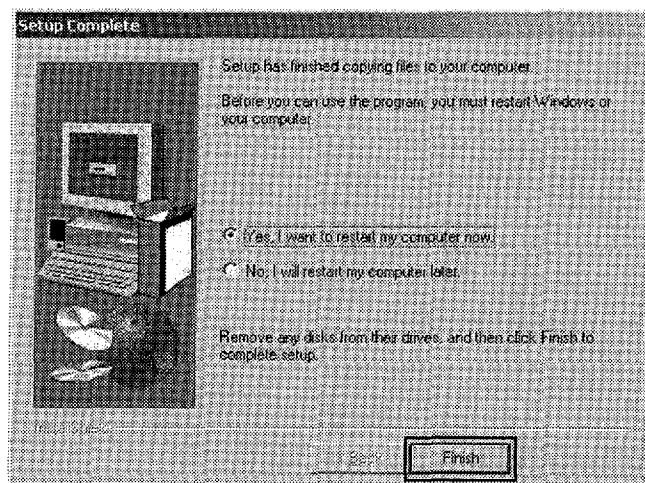 Setup Complete
Setup has finished copying files to your computer.
Before you can use the program, you must restart Windows or
your computer.
Yes, I want to restart my computer now.
No, I will restart my computer later.
Remove any disks from their drives, and then click Finish to
complete setup.
< Back
Finish